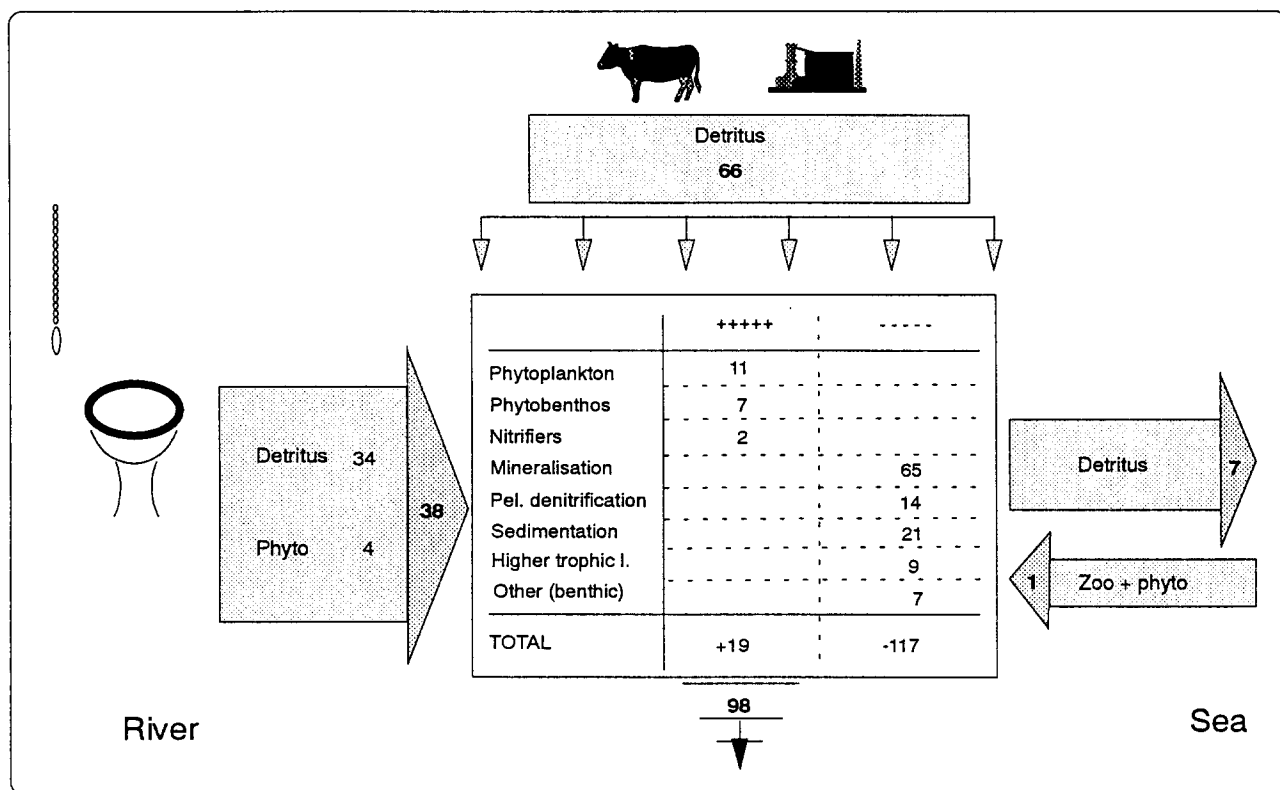 Detritus
66
+++++ - - - - -
Phytoplankton 11
Phytobenthos 7
Nitrifiers 2
Mineralisation 65
Pel. denitrification 14
Sedimentation 21
Higher trophic l. 9
Other (benthic) 7
TOTAL +19 -117
Detritus 34
Phyto 4
38
Detritus 7
1 Zoo + phyto
98
River
Sea